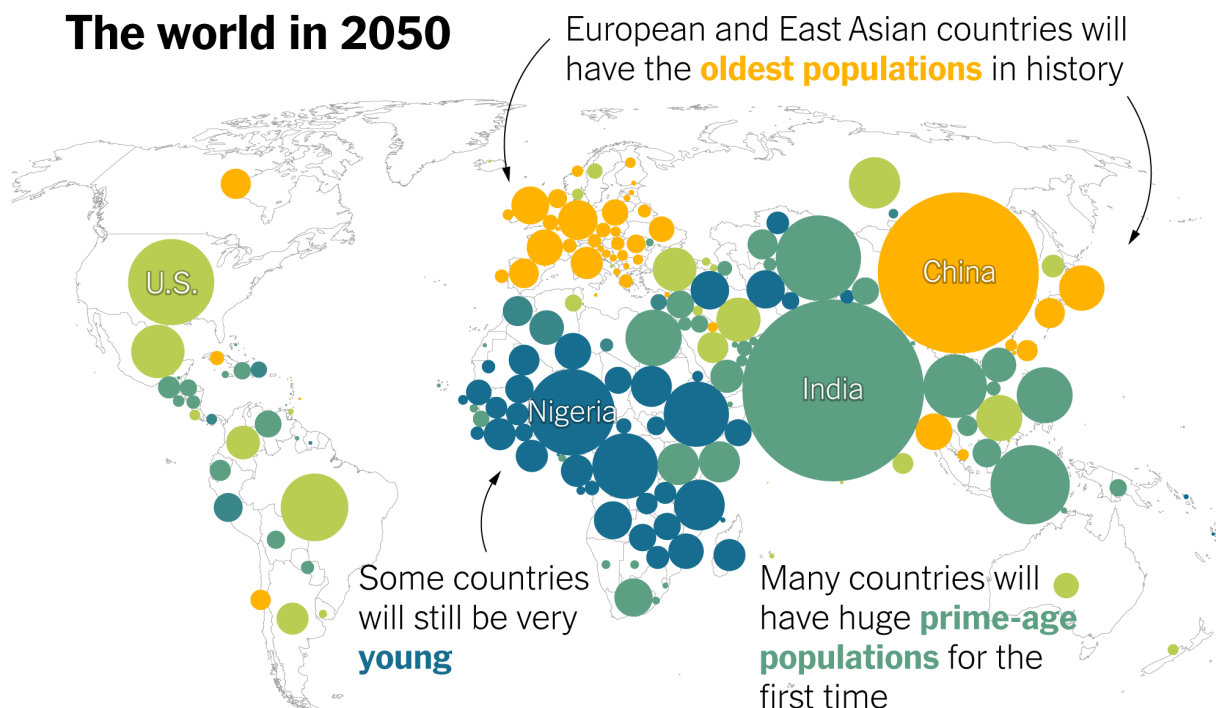 The world in 2050
European and East Asian countries will
have the oldest populations in history
U.S.
China
India
Nigeria
Some countries
will still be very
young
Many countries will
have huge prime-age
populations for the
first time